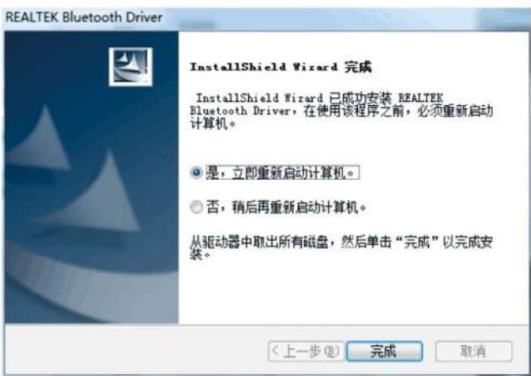 REALTEK Bluetooth Driver
InstallShield Wizard 完成
InstallShield Wizard 已成功安装 REALTEK
Bluetooth Driver，在使用该程序之前，必须重新启动
计算机。
是，立即重新启动计算机。
否，稍后再重新启动计算机。
从驱动器中取出所有磁盘，然后单击“完成”以完成安
装。
<上一步(B) 完成 取消